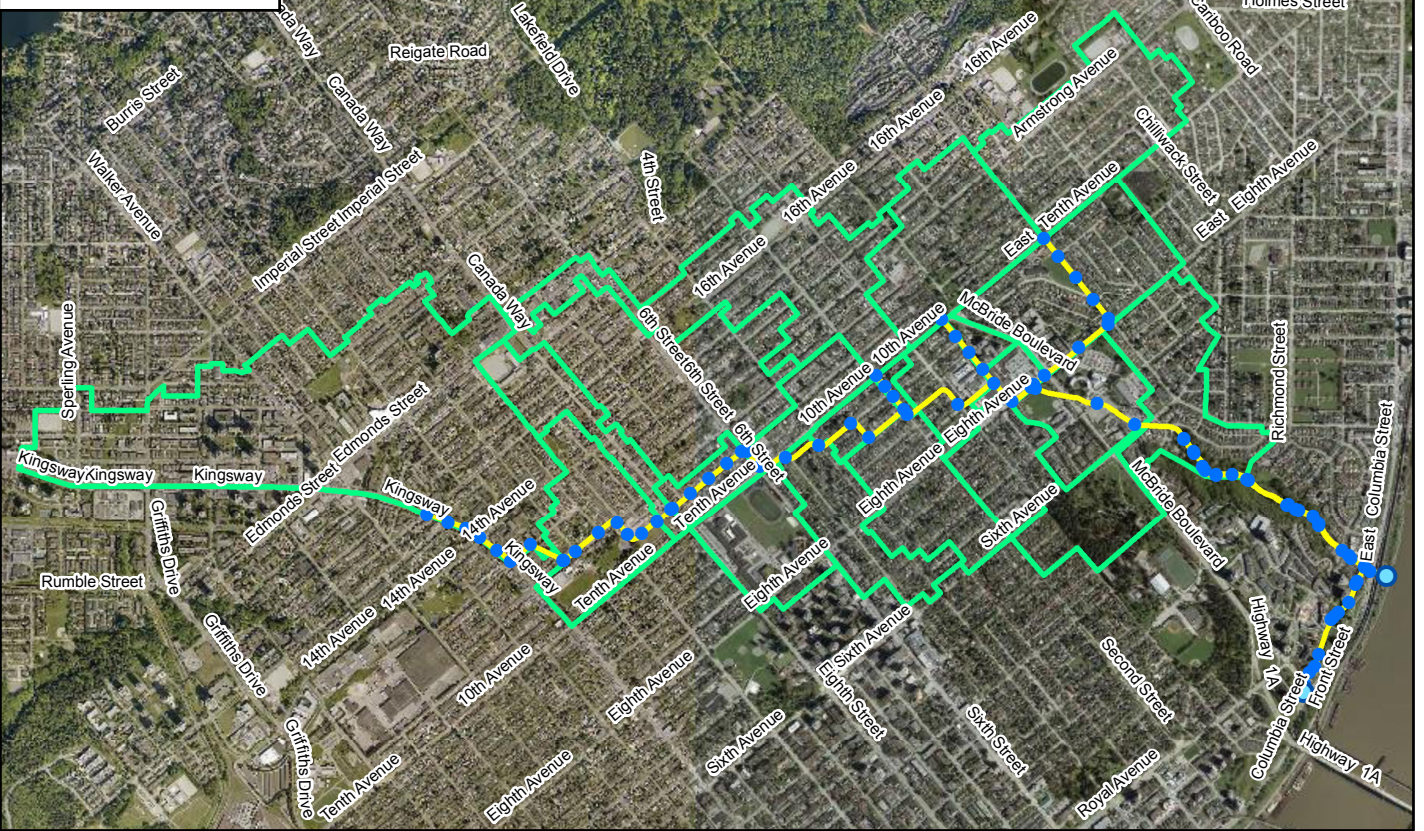 Holmes Street
da Way
Lakefield Drive
Cariboo Road
Reigate Road
16th Avenue
Burris Street
Canada Way
16th Avenue
Armstrong Avenue
Chilliwack Street
Walker Avenue
Imperial Street Imperial Street
4th Street
16th Avenue
Tenth Avenue
East Eighth Avenue
East
16th Avenue
Canada Way
Sperling Avenue
6th Street
6th Street
10th Avenue
McBride Boulevard
Richmond Street
Edmonds Street
10th Avenue
Eighth Avenue
6th Street
Columbia Street
East
Kingsway
Kingsway
Kingsway
Kingsway
Edmonds Street
14th Avenue
Tenth Avenue
Eighth Avenue
Sixth Avenue
McBride Boulevard
Griffiths Drive
Rumble Street
14th Avenue
Kingsway
Tenth Avenue
Eighth Avenue
14th Avenue
Griffiths Drive
10th Avenue
Eighth Avenue
Sixth Avenue
Eighth Street
Second Street
Highway 1A
Front Street
Columbia Street
Griffiths Drive
Tenth Avenue
Eighth Avenue
Sixth Avenue
Sixth Street
Royal Avenue
Highway 1A